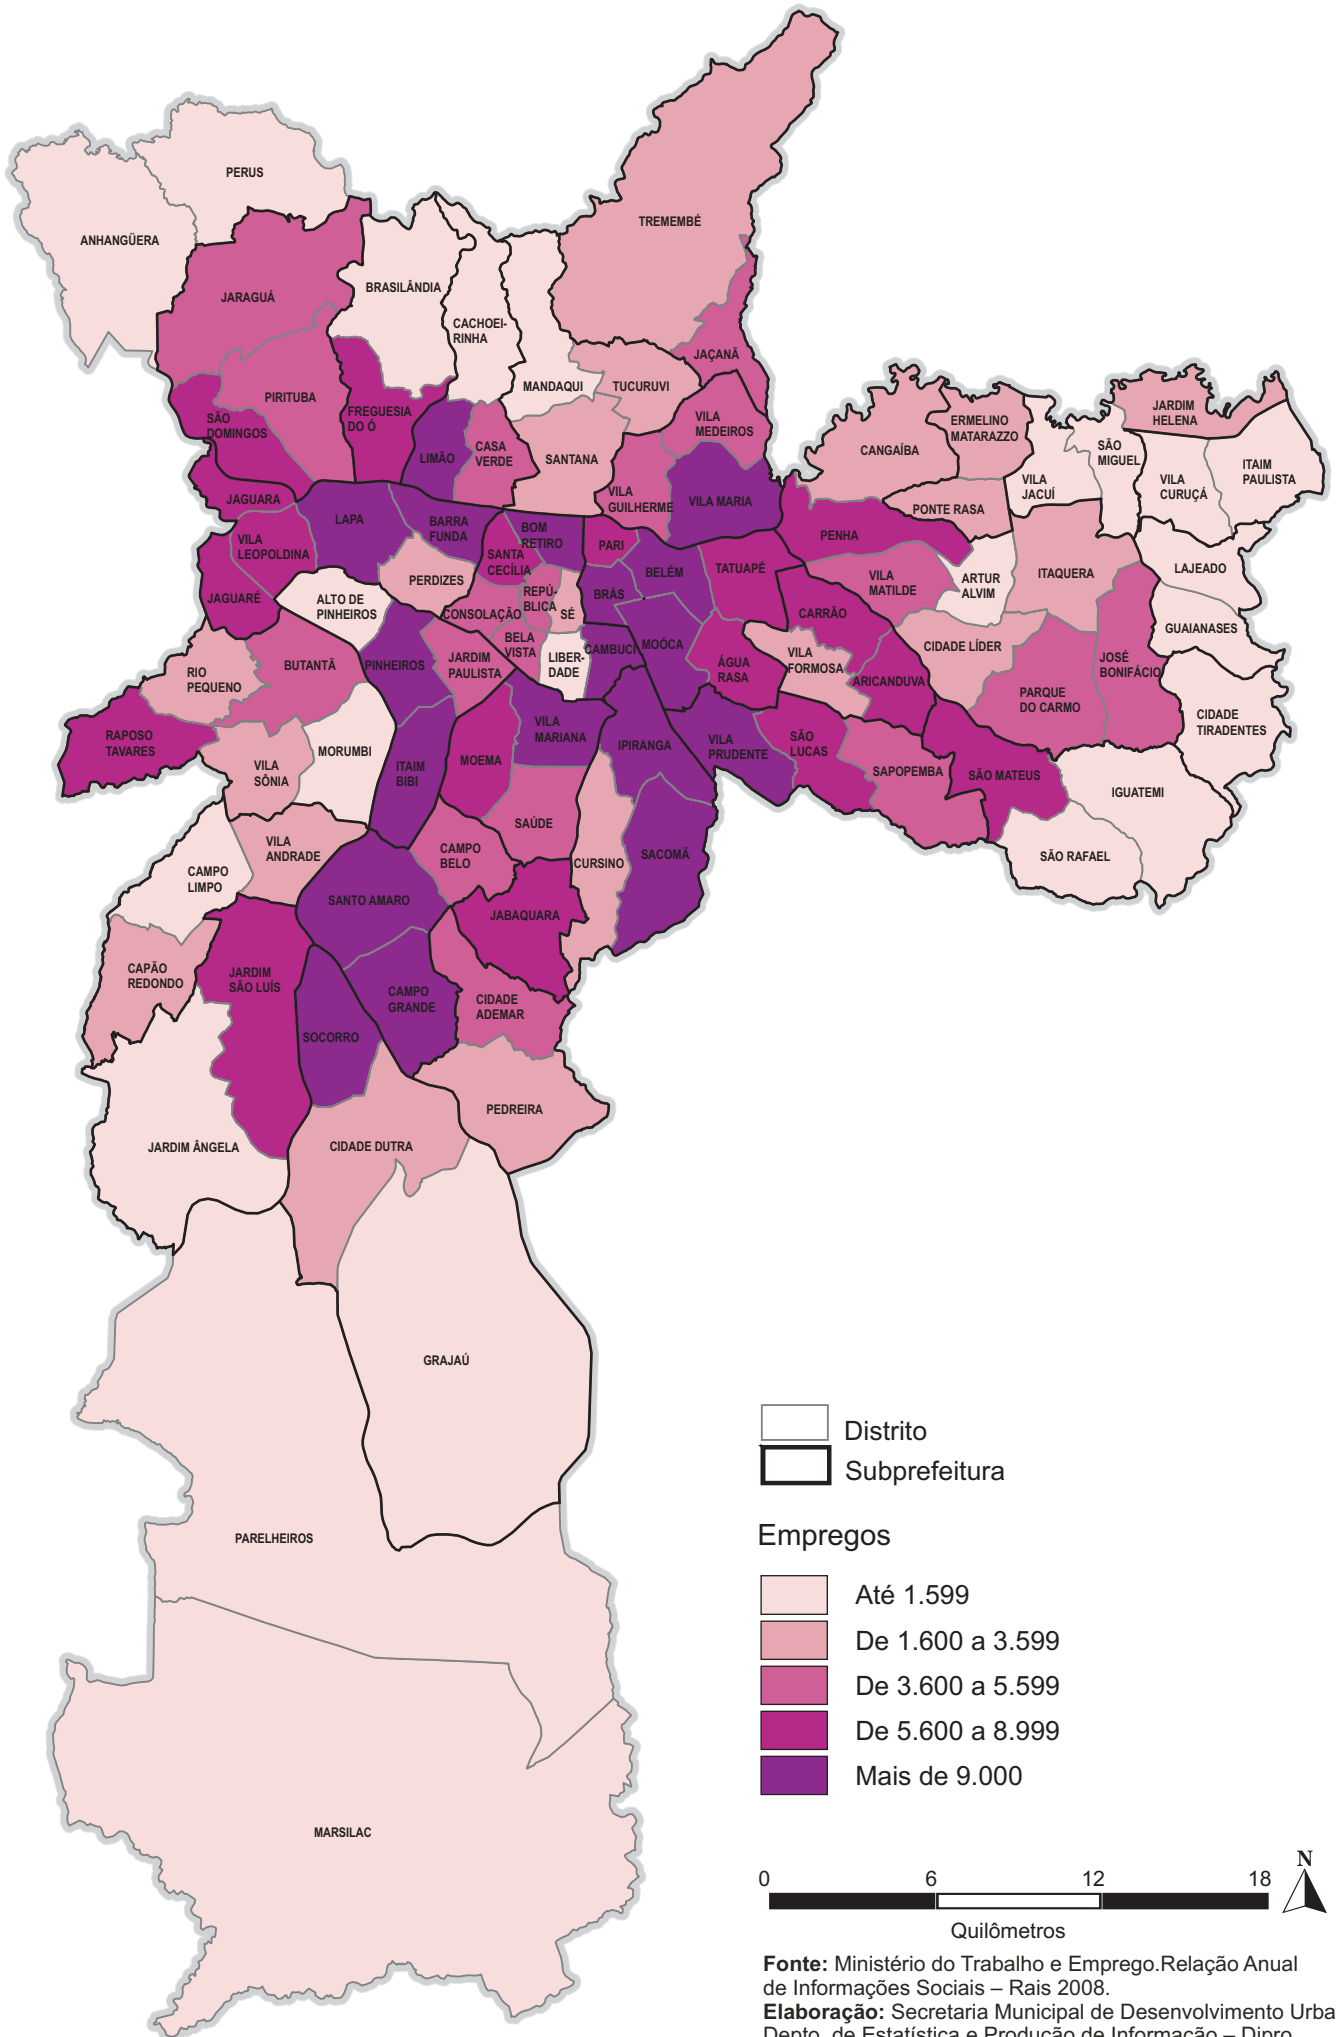 PERUS
ANHANGÜERA
TREMEMBÉ
JARAGUÁ
BRASILÂNDIA
CACHOEI-
RINHA
JAÇANÃ
MANDAQUI
TUCURUVI
PIRITUBA
FREGUESIA
DO Ó
SÃO
DOMINGOS
LIMÃO
CASA
VERDE
SANTANA
VILA
MEDEIROS
CANGAÍBA
ERMELINO
MATARAZZO
JARDIM
HELENA
SÃO
MIGUEL
VILA
JACUÍ
VILA
CURUÇÁ
ITAIM
PAULISTA
JAGUARA
LAPA
BARRA
FUNDA
BOM
RETIRO
VILA
GUILHERME
VILA MARIA
PONTE RASA
VILA
LEOPOLDINA
SANTA
CECÍLIA
PARI
PENHA
PERDIZES
BELÉM
TATUAPÉ
VILA
MATILDE
ARTUR
ALVIM
ITAQUERA
LAJEADO
JAGUARÉ
ALTO DE
PINHEIROS
CONSOLAÇÃO
REPÚ-
BLICA
SÉ
BRÁS
CARRÃO
GUAIANASES
RIO
PEQUENO
BUTANTÃ
PINHEIROS
JARDIM
PAULISTA
BELA
VISTA
LIBER-
DADE
CAMBUCI
MOÓCA
ÁGUA
RASA
VILA
FORMOSA
ARICANDUVA
CIDADE LÍDER
PARQUE
DO CARMO
JOSÉ
BONIFÁCIO
CIDADE
TIRADENTES
RAPOSO
TAVARES
VILA
SÔNIA
MORUMBI
ITAIM
BIBI
MOEMA
VILA
MARIANA
IPIRANGA
VILA
PRUDENTE
SÃO
LUCAS
SAPOPEMBA
SÃO MATEUS
IGUATEMI
SÃO RAFAEL
VILA
ANDRADE
CAMPO
LIMPO
CAMPO
BELO
SAÚDE
CURSINO
SACOMÃ
SANTO AMARO
JABAQUARA
CAPÃO
REDONDO
JARDIM
SÃO LUÍS
CAMPO
GRANDE
CIDADE
ADEMAR
SOCORRO
PEDREIRA
JARDIM ÂNGELA
CIDADE DUTRA
GRAJAÚ
PARELHEIROS
MARSILAC
Distrito
Subprefeitura
Empregos
Até 1.599
De 1.600 a 3.599
De 3.600 a 5.599
De 5.600 a 8.999
Mais de 9.000
0 6 12 18
N
Quilômetros
Fonte: Ministério do Trabalho e Emprego.Relação Anual
de Informações Sociais – Rais 2008.
Elaboração: Secretaria Municipal de Desenvolvimento Urba
Depto. de Estatística e Produção de Informação – Dipro